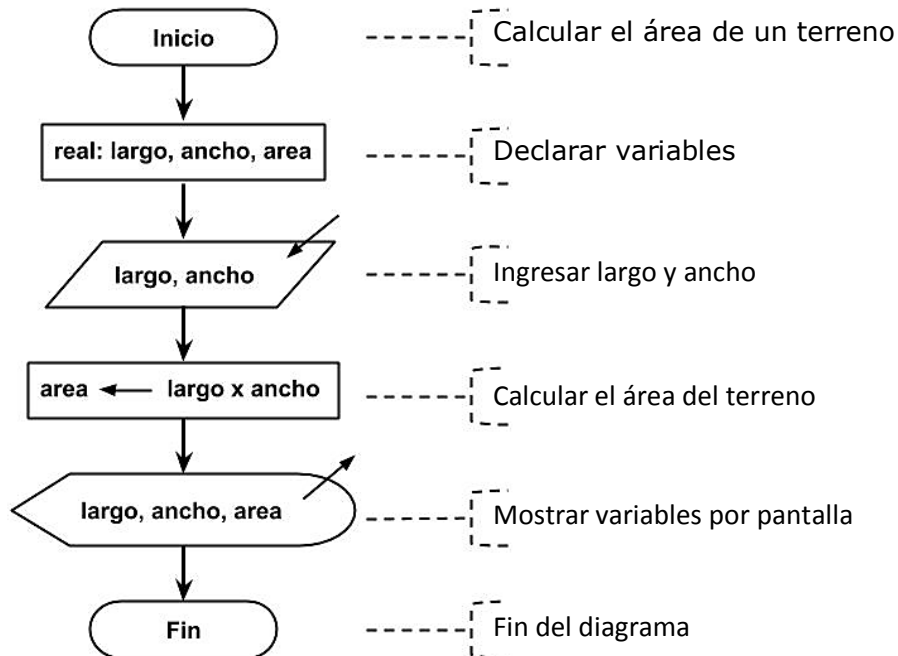 Inicio
Calcular el área de un terreno
real: largo, ancho, area
Declarar variables
largo, ancho
Ingresar largo y ancho
area ← largo x ancho
Calcular el área del terreno
largo, ancho, area
Mostrar variables por pantalla
Fin
Fin del diagrama